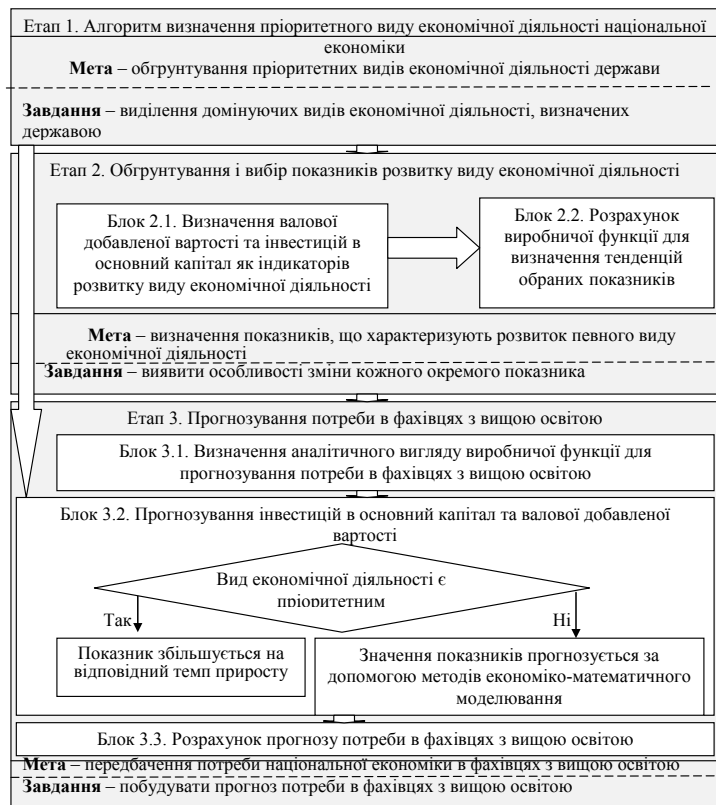 Етап 1. Алгоритм визначення пріоритетного виду економічної діяльності національної
економіки
Мета – обгрунтування пріоритетних видів економічної діяльності держави
Завдання – виділення домінуючих видів економічної діяльності, визначених
державою
Етап 2. Обгрунтування і вибір показників розвитку виду економічної діяльності
Блок 2.1. Визначення валової
добавленої вартості та інвестицій в
основний капітал як індикаторів
розвитку виду економічної діяльності
Блок 2.2. Розрахунок
виробничої функції для
визначення тенденцій
обраних показників
Мета – визначення показників, що характеризують розвиток певного виду
економічної діяльності
Завдання – виявити особливості зміни кожного окремого показника
Етап 3. Прогнозування потреби в фахівцях з вищою освітою
Блок 3.1. Визначення аналітичного вигляду виробничої функції для
прогнозування потреби в фахівцях з вищою освітою
Блок 3.2. Прогнозування інвестицій в основний капітал та валової добавленої
вартості
Вид економічної діяльності є
пріоритетним
Так
Ні
Показник збільшується на
відповідний темп приросту
Значення показників прогнозується за
допомогою методів економіко-математичного
моделювання
Блок 3.3. Розрахунок прогнозу потреби в фахівцях з вищою освітою
Мета – передбачення потреби національної економіки в фахівцях з вищою освітою
Завдання – побудувати прогноз потреби в фахівцях з вищою освітою